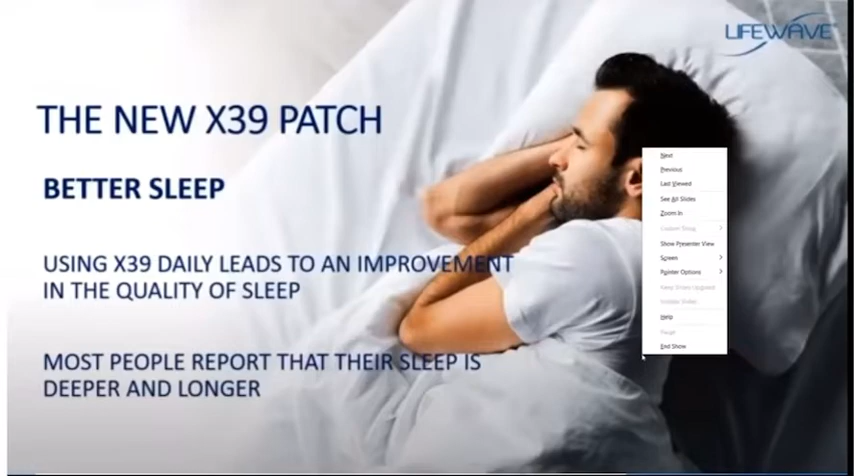 LIFEWAVE
THE NEW X39 PATCH
BETTER SLEEP
USING X39 DAILY LEADS TO AN IMPROVEMENT
IN THE QUALITY OF SLEEP
MOST PEOPLE REPORT THAT THEIR SLEEP IS
DEEPER AND LONGER
Next
Previous
Last Viewed
See All Slides
Zoom In
Custom Show
Show Presenter View
Screen
Pointer Options
Help
Pause
End Show